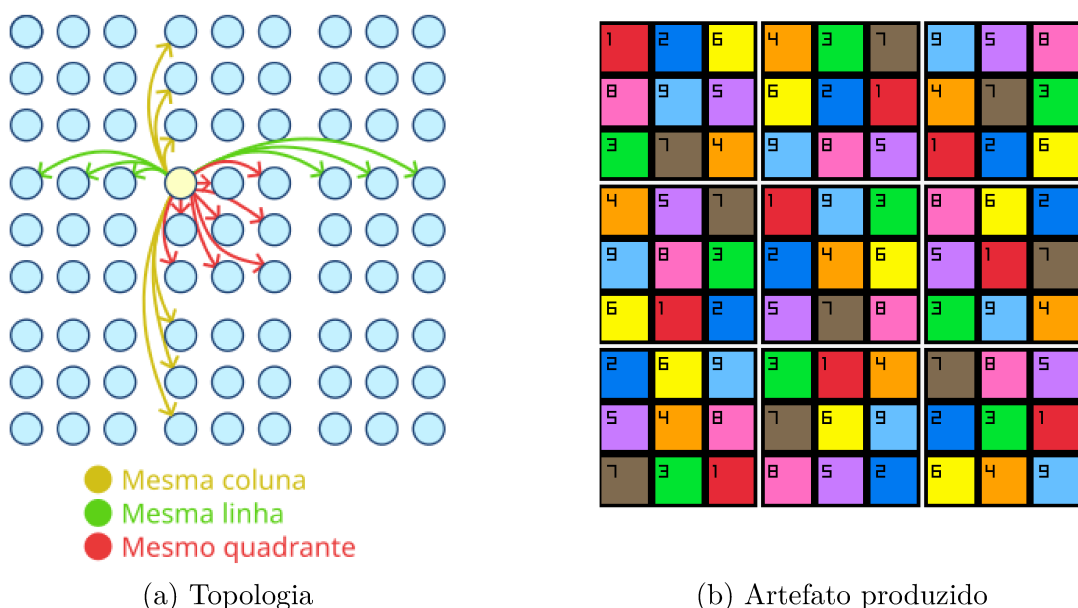 1 2 6 4 3 7 9 5 8
8 9 5 6 2 1 4 7 3
3 7 4 9 8 5 1 2 6
4 5 7 1 9 3 8 6 2
9 8 3 2 4 6 5 1 7
6 1 2 5 7 8 3 9 4
2 6 9 3 1 4 7 8 5
5 4 8 7 6 9 2 3 1
7 3 1 8 5 2 6 4 9
Mesma coluna
Mesma linha
Mesmo quadrante
(a) Topologia
(b) Artefato produzido